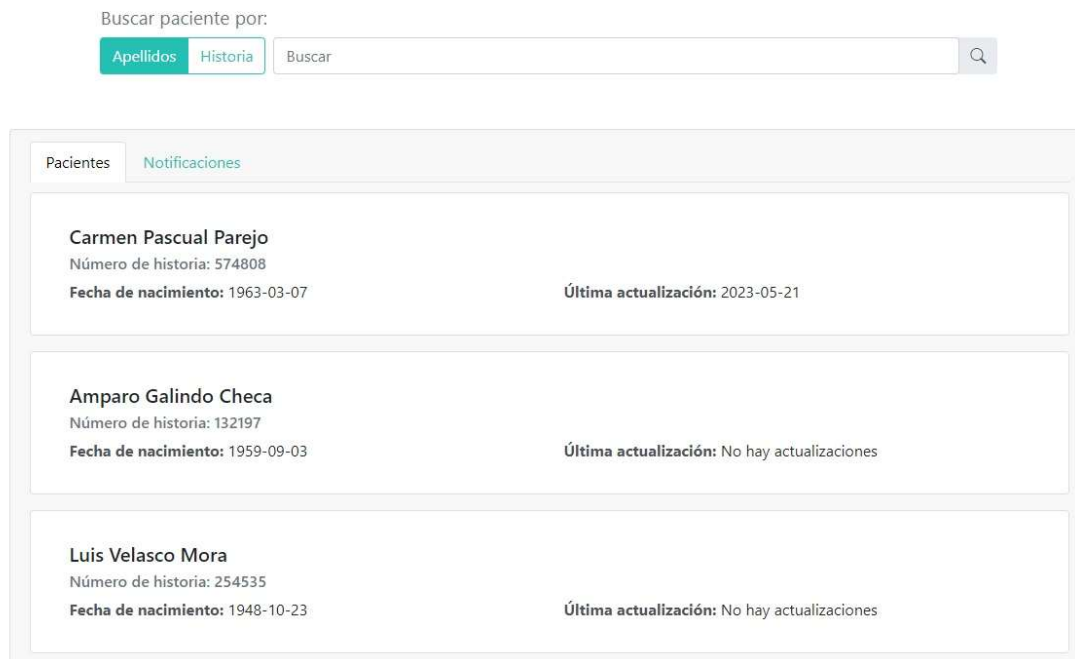 Buscar paciente por:
Apellidos Historia Buscar
Pacientes Notificaciones
Carmen Pascual Parejo
Número de historia: 574808
Fecha de nacimiento: 1963-03-07 Última actualización: 2023-05-21
Amparo Galindo Checa
Número de historia: 132197
Fecha de nacimiento: 1959-09-03 Última actualización: No hay actualizaciones
Luis Velasco Mora
Número de historia: 254535
Fecha de nacimiento: 1948-10-23 Última actualización: No hay actualizaciones